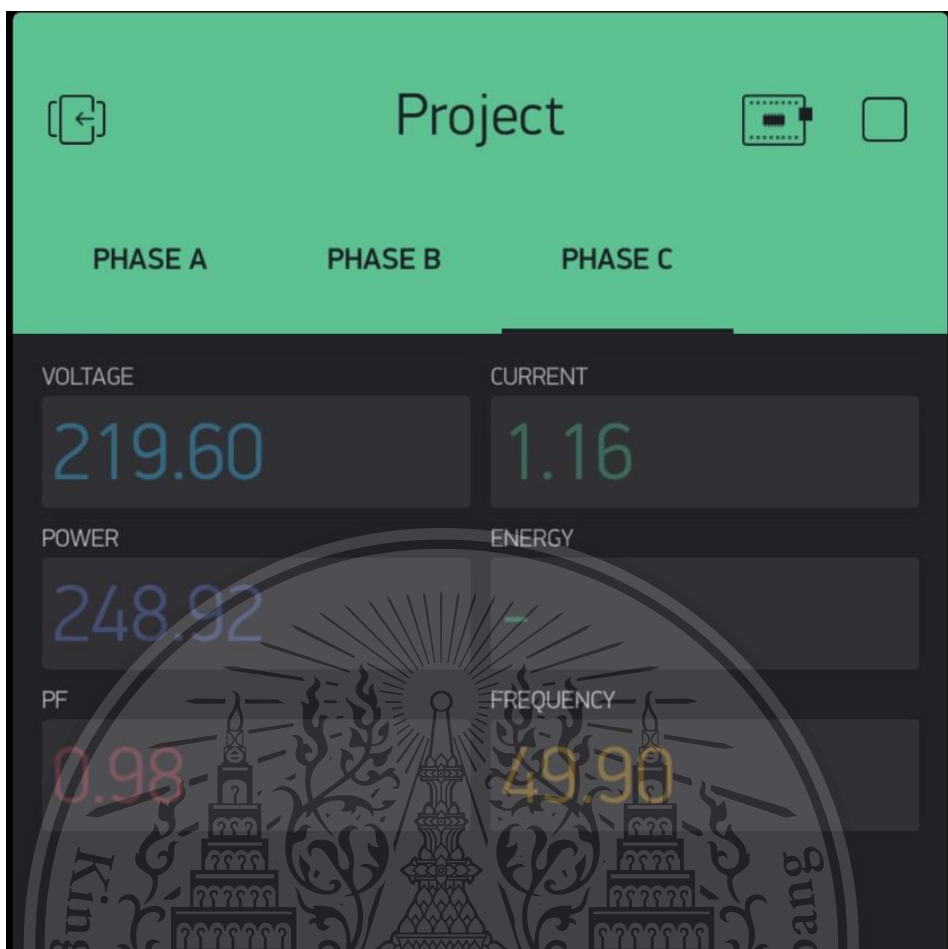 Project
PHASE A PHASE B PHASE C
VOLTAGE CURRENT
219.60 1.16
POWER ENERGY
248.92 -
PF FREQUENCY
0.98 49.90